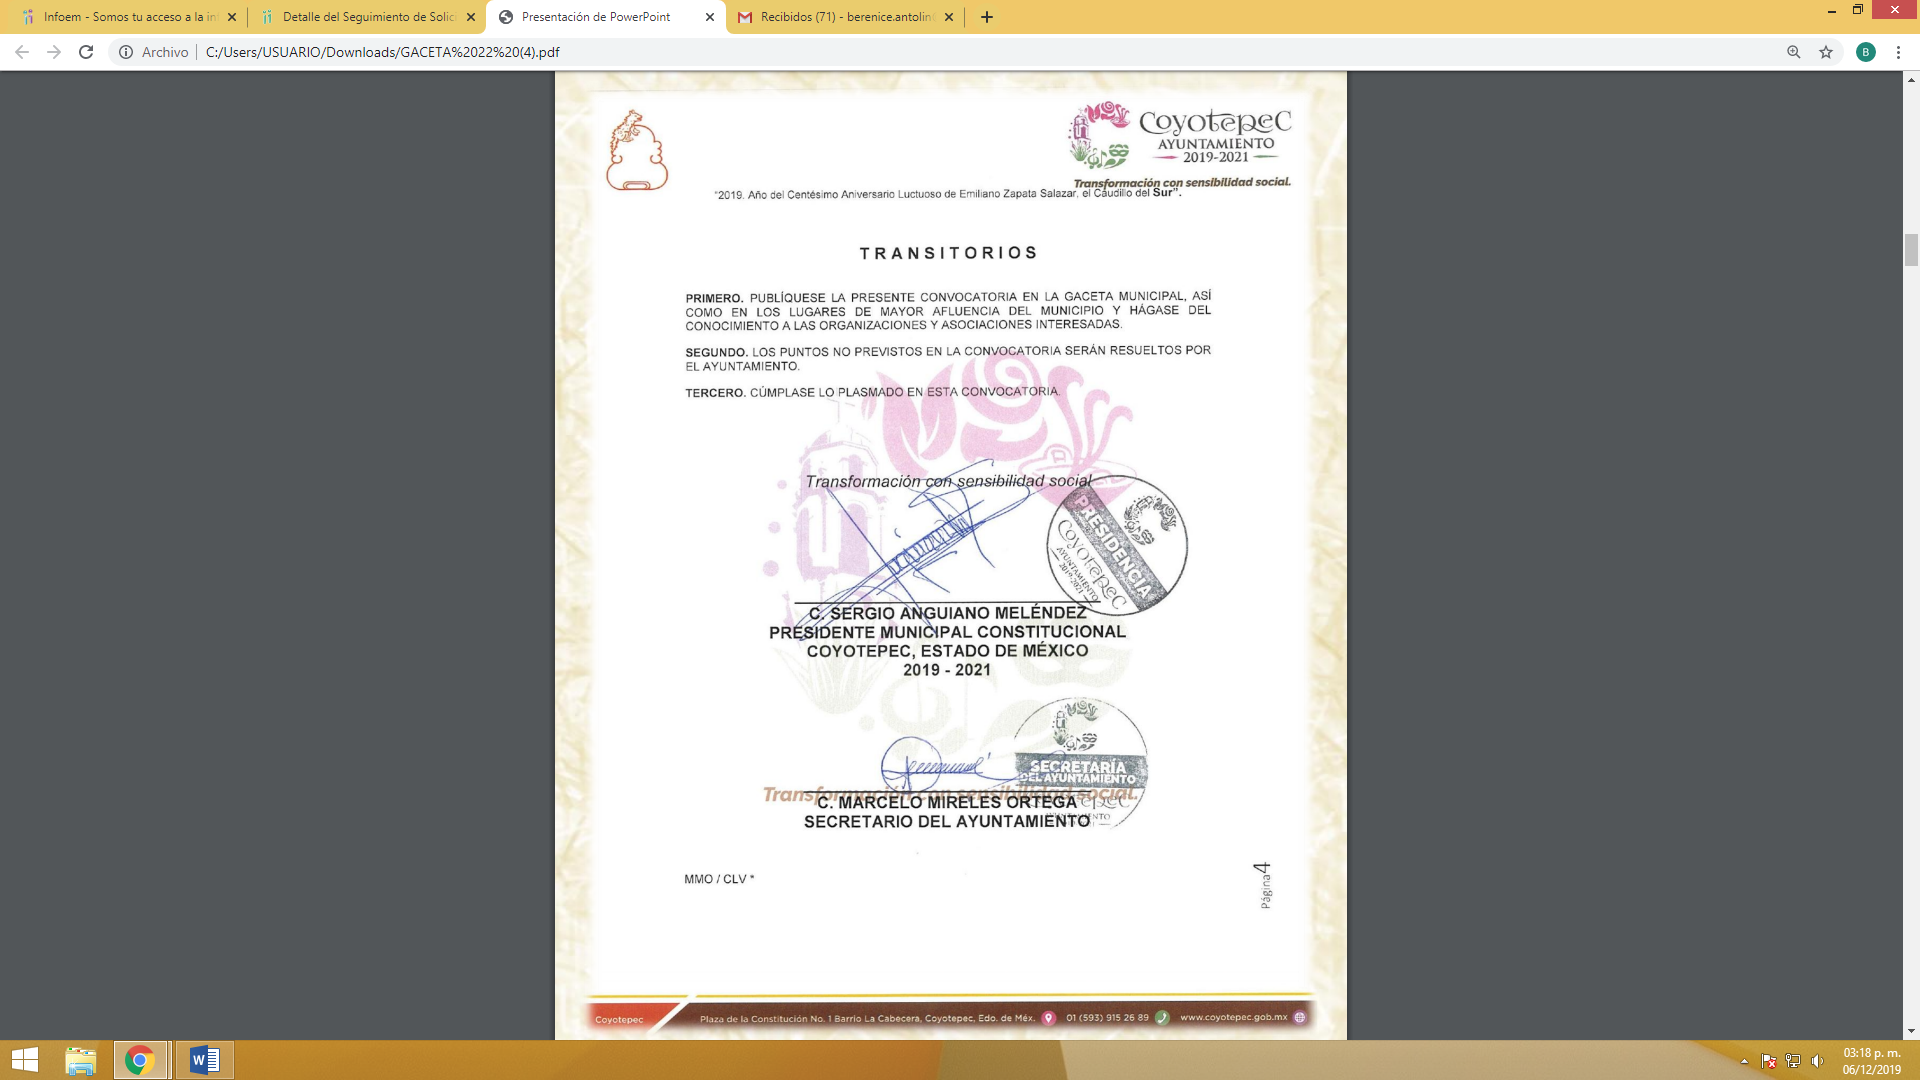 Infoem - Somos tu acceso a la in
Detalle del Seguimiento de Solic
Presentación de PowerPoint
Recibidos (71) - berenice.antolin
Archivo
C:/Users/USUARIO/Downloads/GACETA%2022%20(4).pdf
B
Coyotepec
AYUNTAMIENTO
2019-2021
Transformación con sensibilidad social.
"2019. Año del Centésimo Aniversario Luctuoso de Emiliano Zapata Salazar, el Caudillo del Sur".
TRANSITORIOS
PRIMERO. PUBLÍQUESE LA PRESENTE CONVOCATORIA EN LA GACETA MUNICIPAL, ASÍ
COMO EN LOS LUGARES DE MAYOR AFLUENCIA DEL MUNICIPIO Y HÁGASE DEL
CONOCIMIENTO A LAS ORGANIZACIONES Y ASOCIACIONES INTERESADAS.
SEGUNDO. LOS PUNTOS NO PREVISTOS EN LA CONVOCATORIA SERÁN RESUELTOS POR
EL AYUNTAMIENTO.
TERCERO. CÚMPLASE LO PLASMADO EN ESTA CONVOCATORIA.
Transformación con sensibilidad social
PRESIDENCIA
Coyotepec
AYUNTAMIENTO
2019-2021
C. SERGIO ANGUIANO MELÉNDEZ
PRESIDENTE MUNICIPAL CONSTITUCIONAL
COYOTEPEC, ESTADO DE MÉXICO
2019 - 2021
SECRETARÍA
DEL AYUNTAMIENTO
Transformación con sensibilidad social.
C. MARCELO MIRELES ORTEGA
SECRETARIO DEL AYUNTAMIENTO
MMO / CLV *
Página 4
Coyotepec
Plaza de la Constitución No. 1 Barrio La Cabecera, Coyotepec, Edo. de Méx.
01 (593) 915 26 89
www.coyotepec.gob.mx
03:18 p. m.
06/12/2019